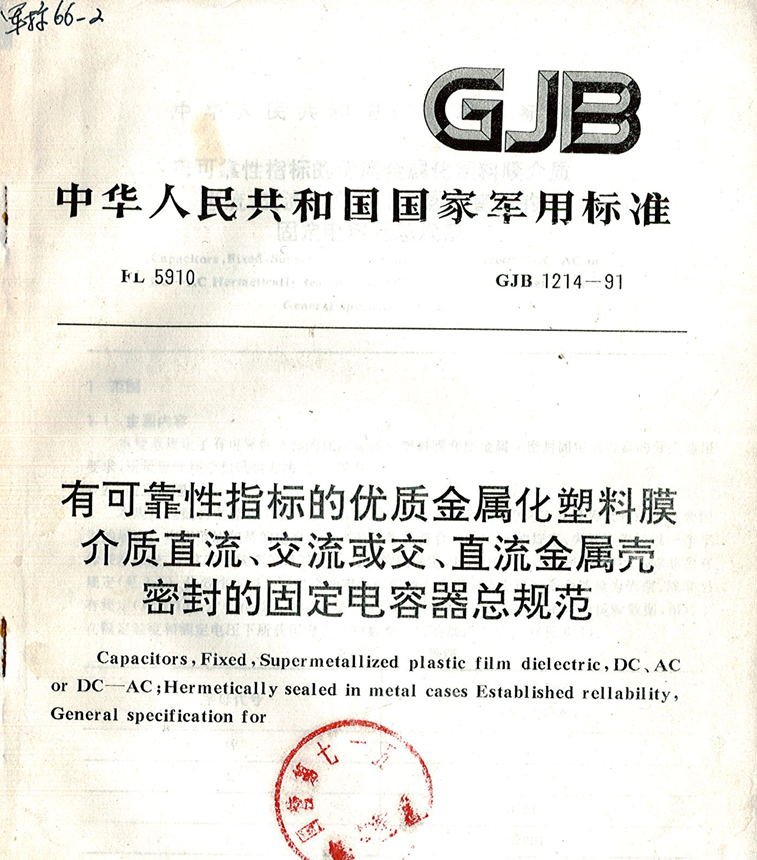 军标66-2
GJB
中华人民共和国国家军用标准
FL 5910 GJB 1214—91
有可靠性指标的优质金属化塑料膜
介质直流、交流或交、直流金属壳
密封的固定电容器总规范
Capacitors,Fixed,Supermetallized plastic film dielectric,DC、AC
or DC—AC;Hermetically sealed in metal cases Established rellability,
General specification for